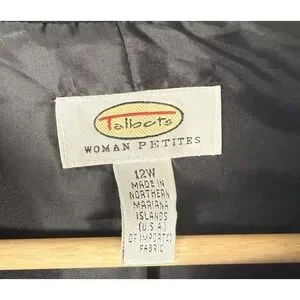 Talbots
WOMAN PETITES
12W
MADE IN
NORTHERN
MARIANA
ISLANDS
(U.S.A.)
OF IMPORTED
FABRIC